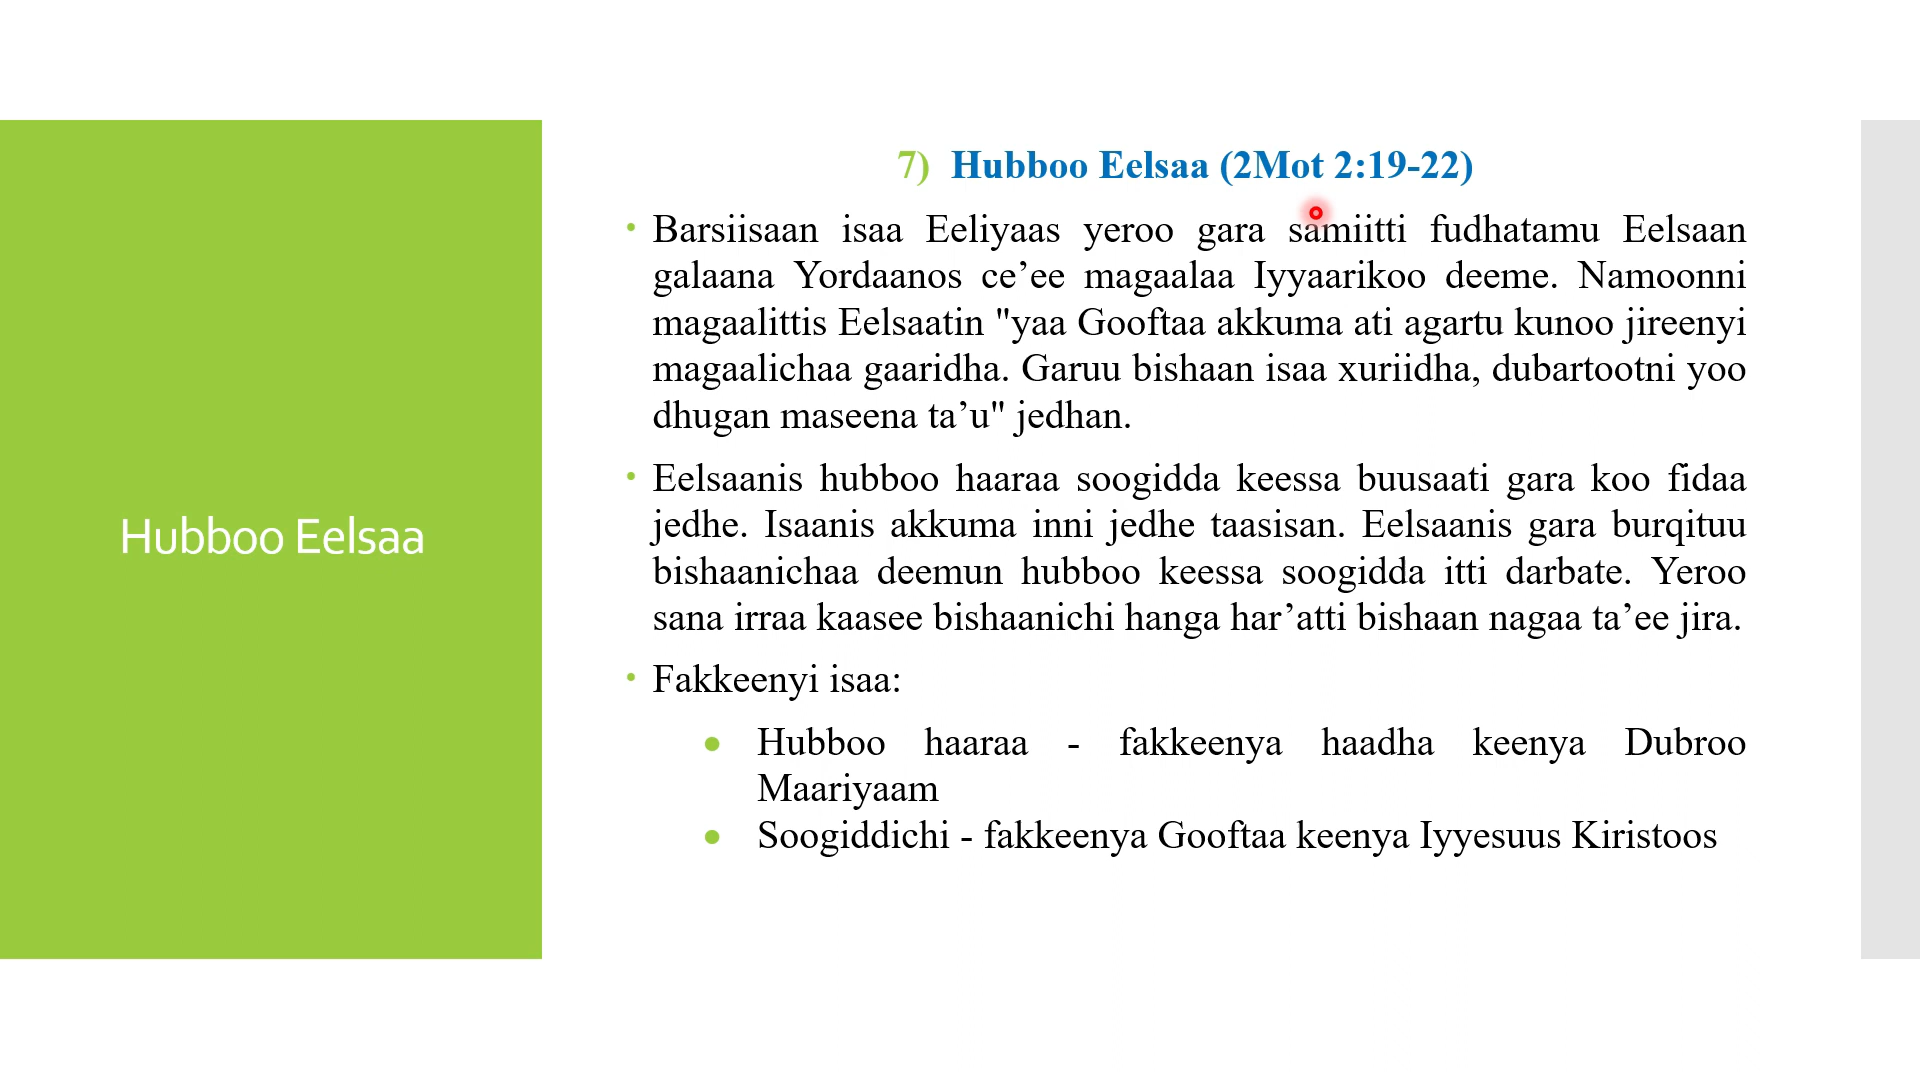 Hubboo Eelsaa
7) Hubboo Eelsaa (2Mot 2:19-22)
• Barsiisaan isaa Eeliyaas yeroo gara samiitti fudhatamu Eelsaan
galaana Yordaanos ce’ee magaalaa Iyyaarikoo deeme. Namoonni
magaalittis Eelsaatin "yaa Gooftaa akkuma ati agartu kunoo jireenyi
magaalichaa gaaridha. Garuu bishaan isaa xuriidha, dubartootni yoo
dhugan maseena ta’u" jedhan.
• Eelsaanis hubboo haaraa soogidda keessa buusaati gara koo fidaa
jedhe. Isaanis akkuma inni jedhe taasisan. Eelsaanis gara burqituu
bishaanichaa deemun hubboo keessa soogidda itti darbate. Yeroo
sana irraa kaasee bishaanichi hanga har’atti bishaan nagaa ta’ee jira.
• Fakkeenyi isaa:
● Hubboo haaraa - fakkeenya haadha keenya Dubroo
Maariyaam
● Soogiddichi - fakkeenya Gooftaa keenya Iyyesuus Kiristoos